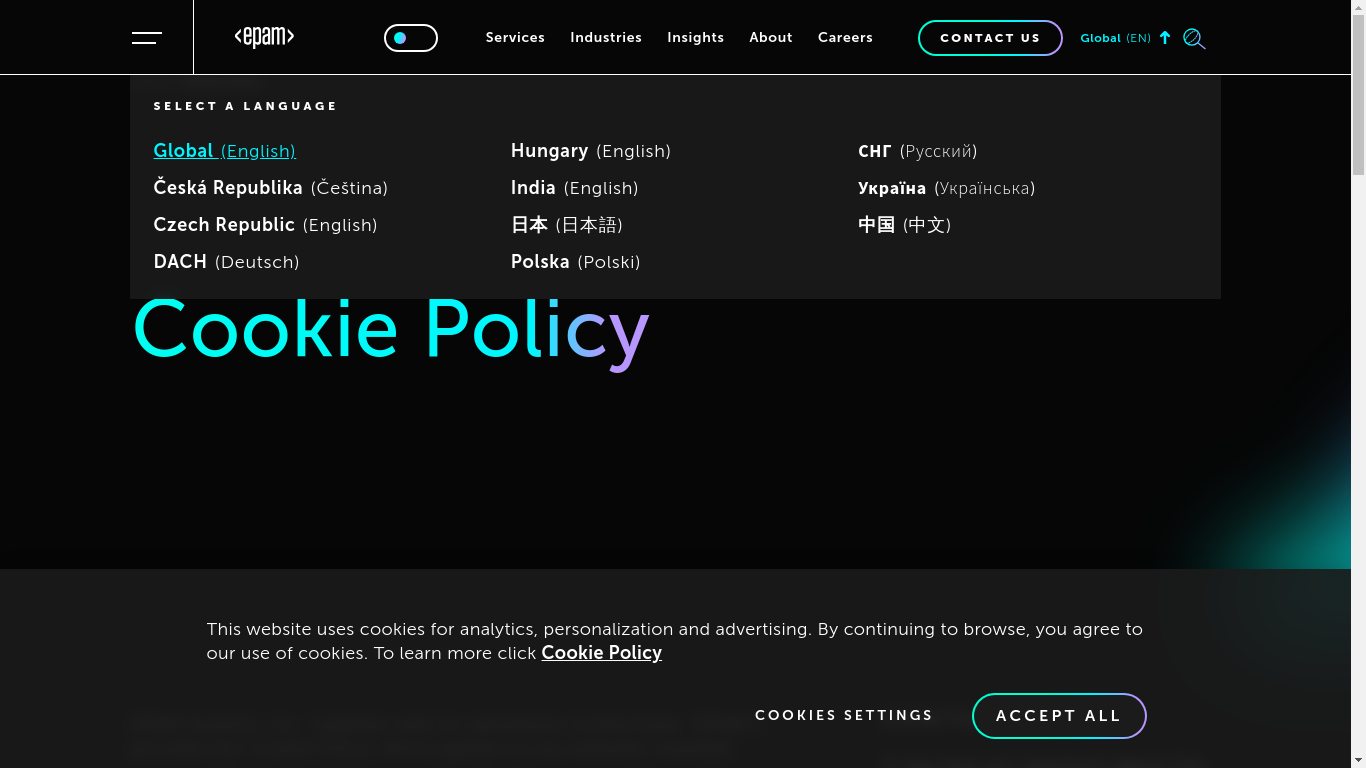 <epam>
Services
Industries
Insights
About
Careers
CONTACT US
Global (EN)
SELECT A LANGUAGE
Global (English)
Česká Republika (Čeština)
Czech Republic (English)
DACH (Deutsch)
Hungary (English)
India (English)
日本 (日本語)
Polska (Polski)
СНГ (Русский)
Україна (Українська)
中国 (中文)
Cookie Policy
This website uses cookies for analytics, personalization and advertising. By continuing to browse, you agree to
our use of cookies. To learn more click Cookie Policy
COOKIES SETTINGS
ACCEPT ALL